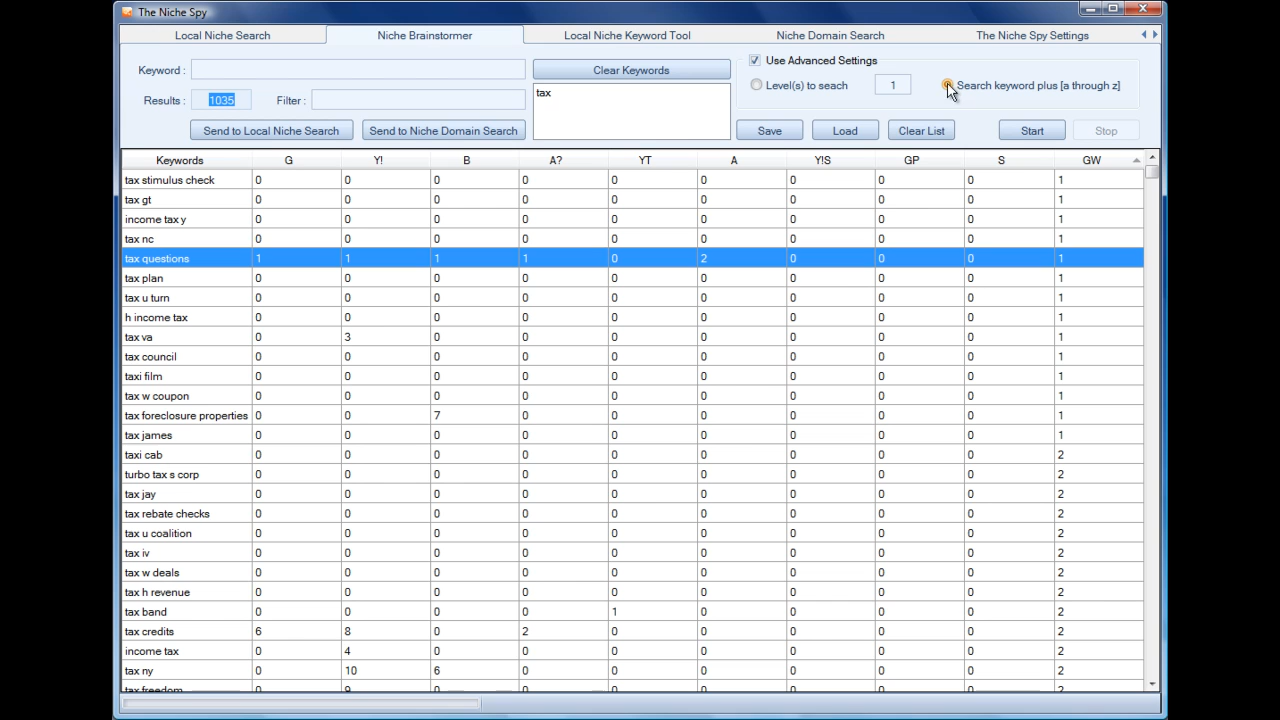 The Niche Spy
Local Niche Search Niche Brainstormer Local Niche Keyword Tool Niche Domain Search The Niche Spy Settings
Keyword : Clear Keywords Use Advanced Settings
tax Level(s) to seach 1 Search keyword plus [a through z]
Results : 1035 Filter :
Send to Local Niche Search Send to Niche Domain Search Save Load Clear List Start Stop
Keywords G Y! B A? YT A Y!S GP S GW
tax stimulus check 0 0 0 0 0 0 0 0 0 1
tax gt 0 0 0 0 0 0 0 0 0 1
income tax y 0 0 0 0 0 0 0 0 0 1
tax nc 0 0 0 0 0 0 0 0 0 1
tax questions 1 1 1 1 0 2 0 0 0 1
tax plan 0 0 0 0 0 0 0 0 0 1
tax u turn 0 0 0 0 0 0 0 0 0 1
h income tax 0 0 0 0 0 0 0 0 0 1
tax va 0 3 0 0 0 0 0 0 0 1
tax council 0 0 0 0 0 0 0 0 0 1
taxi film 0 0 0 0 0 0 0 0 0 1
tax w coupon 0 0 0 0 0 0 0 0 0 1
tax foreclosure properties 0 0 7 0 0 0 0 0 0 1
tax james 0 0 0 0 0 0 0 0 0 1
taxi cab 0 0 0 0 0 0 0 0 0 2
turbo tax s corp 0 0 0 0 0 0 0 0 0 2
tax jay 0 0 0 0 0 0 0 0 0 2
tax rebate checks 0 0 0 0 0 0 0 0 0 2
tax u coalition 0 0 0 0 0 0 0 0 0 2
tax iv 0 0 0 0 0 0 0 0 0 2
tax w deals 0 0 0 0 0 0 0 0 0 2
tax h revenue 0 0 0 0 0 0 0 0 0 2
tax band 0 0 0 0 1 0 0 0 0 2
tax credits 6 8 0 2 0 0 0 0 0 2
income tax 0 4 0 0 0 0 0 0 0 2
tax ny 0 10 6 0 0 0 0 0 0 2
tax freedom 0 9 0 0 0 0 0 0 0 2